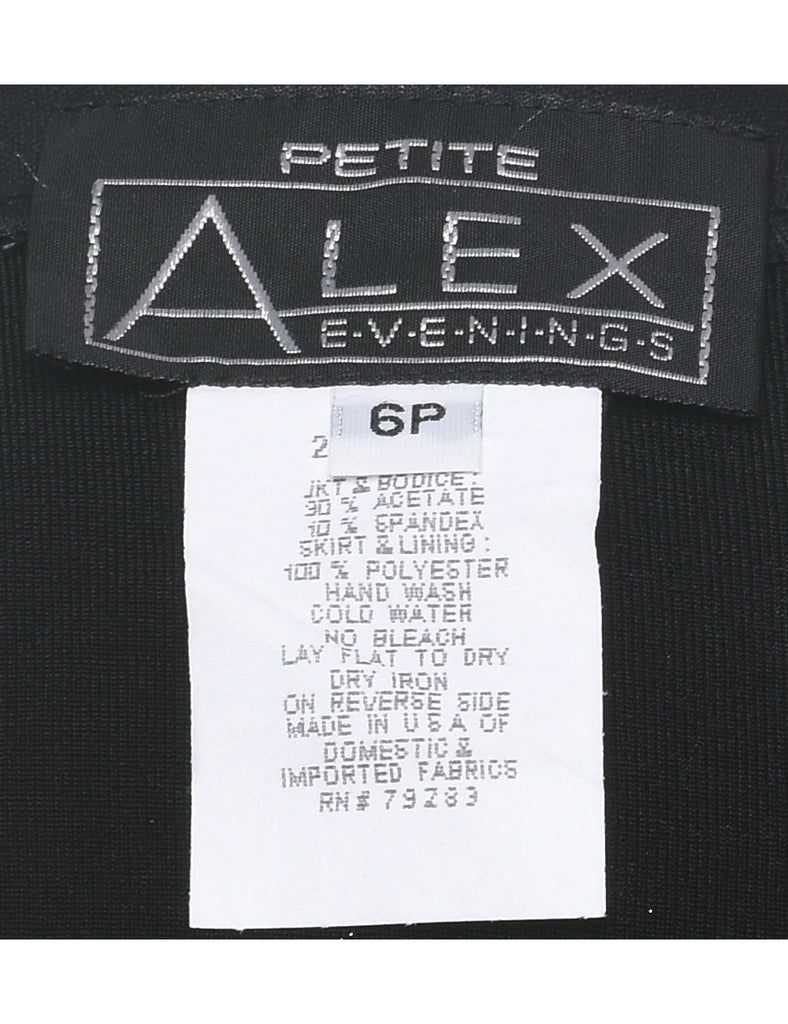 PETITE
ALEX
E·V·E·N·I·N·G·S
6P
2
JKT & BODICE:
90 % ACETATE
10 % SPANDEX
SKIRT & LINING:
100 % POLYESTER
HAND WASH
COLD WATER
NO BLEACH
LAY FLAT TO DRY
DRY IRON
ON REVERSE SIDE
MADE IN U S A OF
DOMESTIC &
IMPORTED FABRICS
RN# 79283